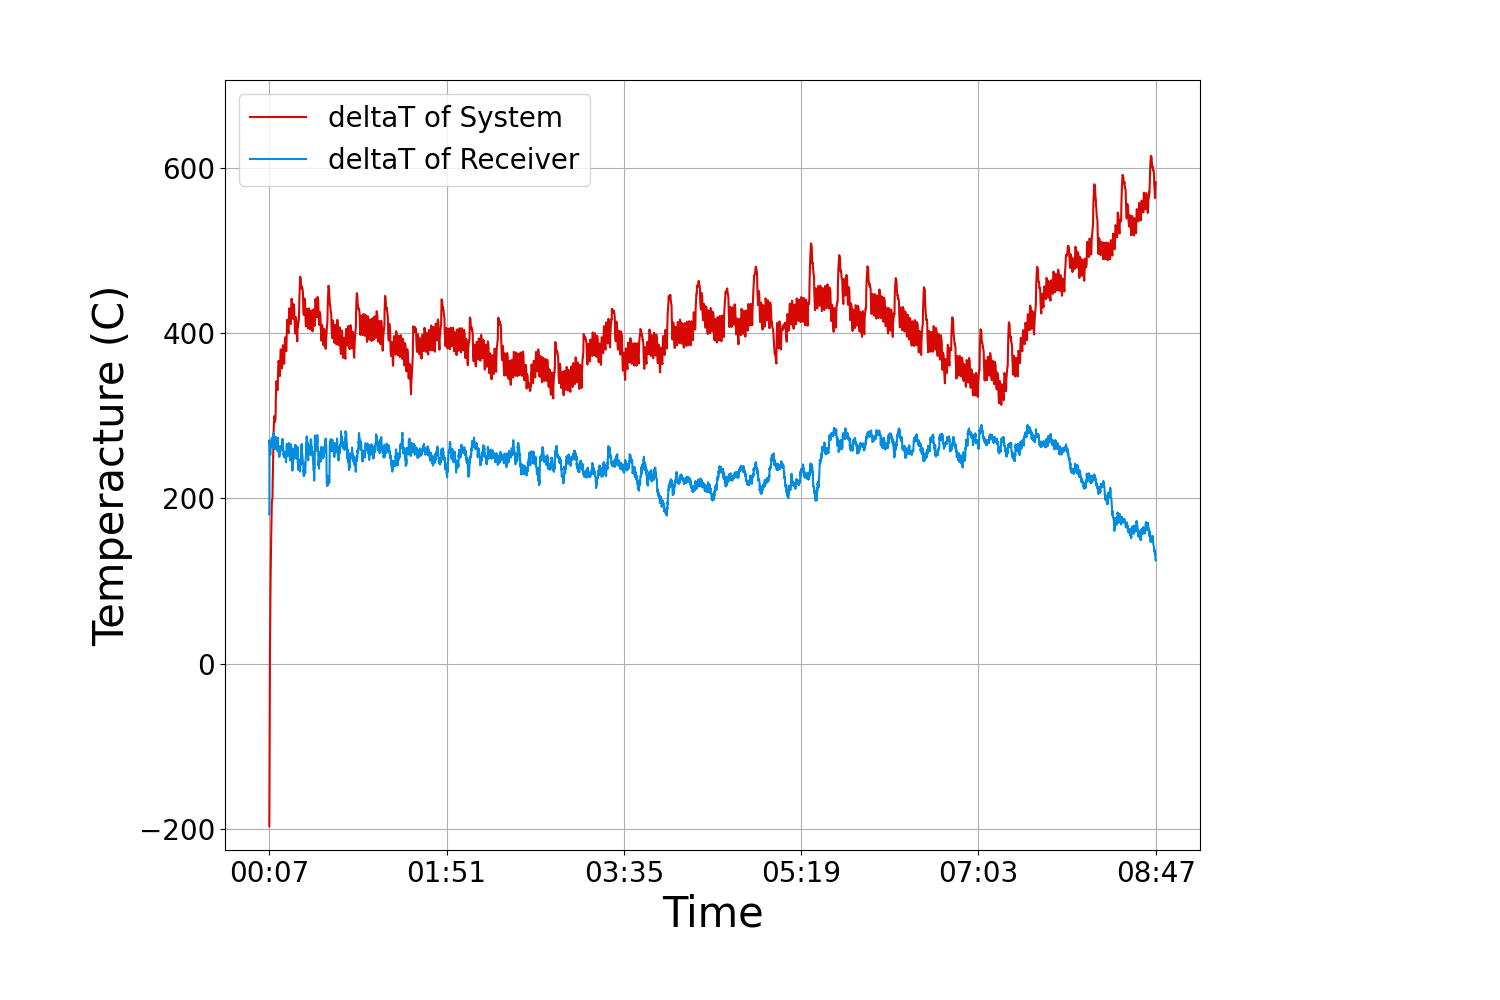 deltaT of System
deltaT of Receiver
Temperacture (C)
600
400
200
0
−200
00:07 01:51 03:35 05:19 07:03 08:47
Time